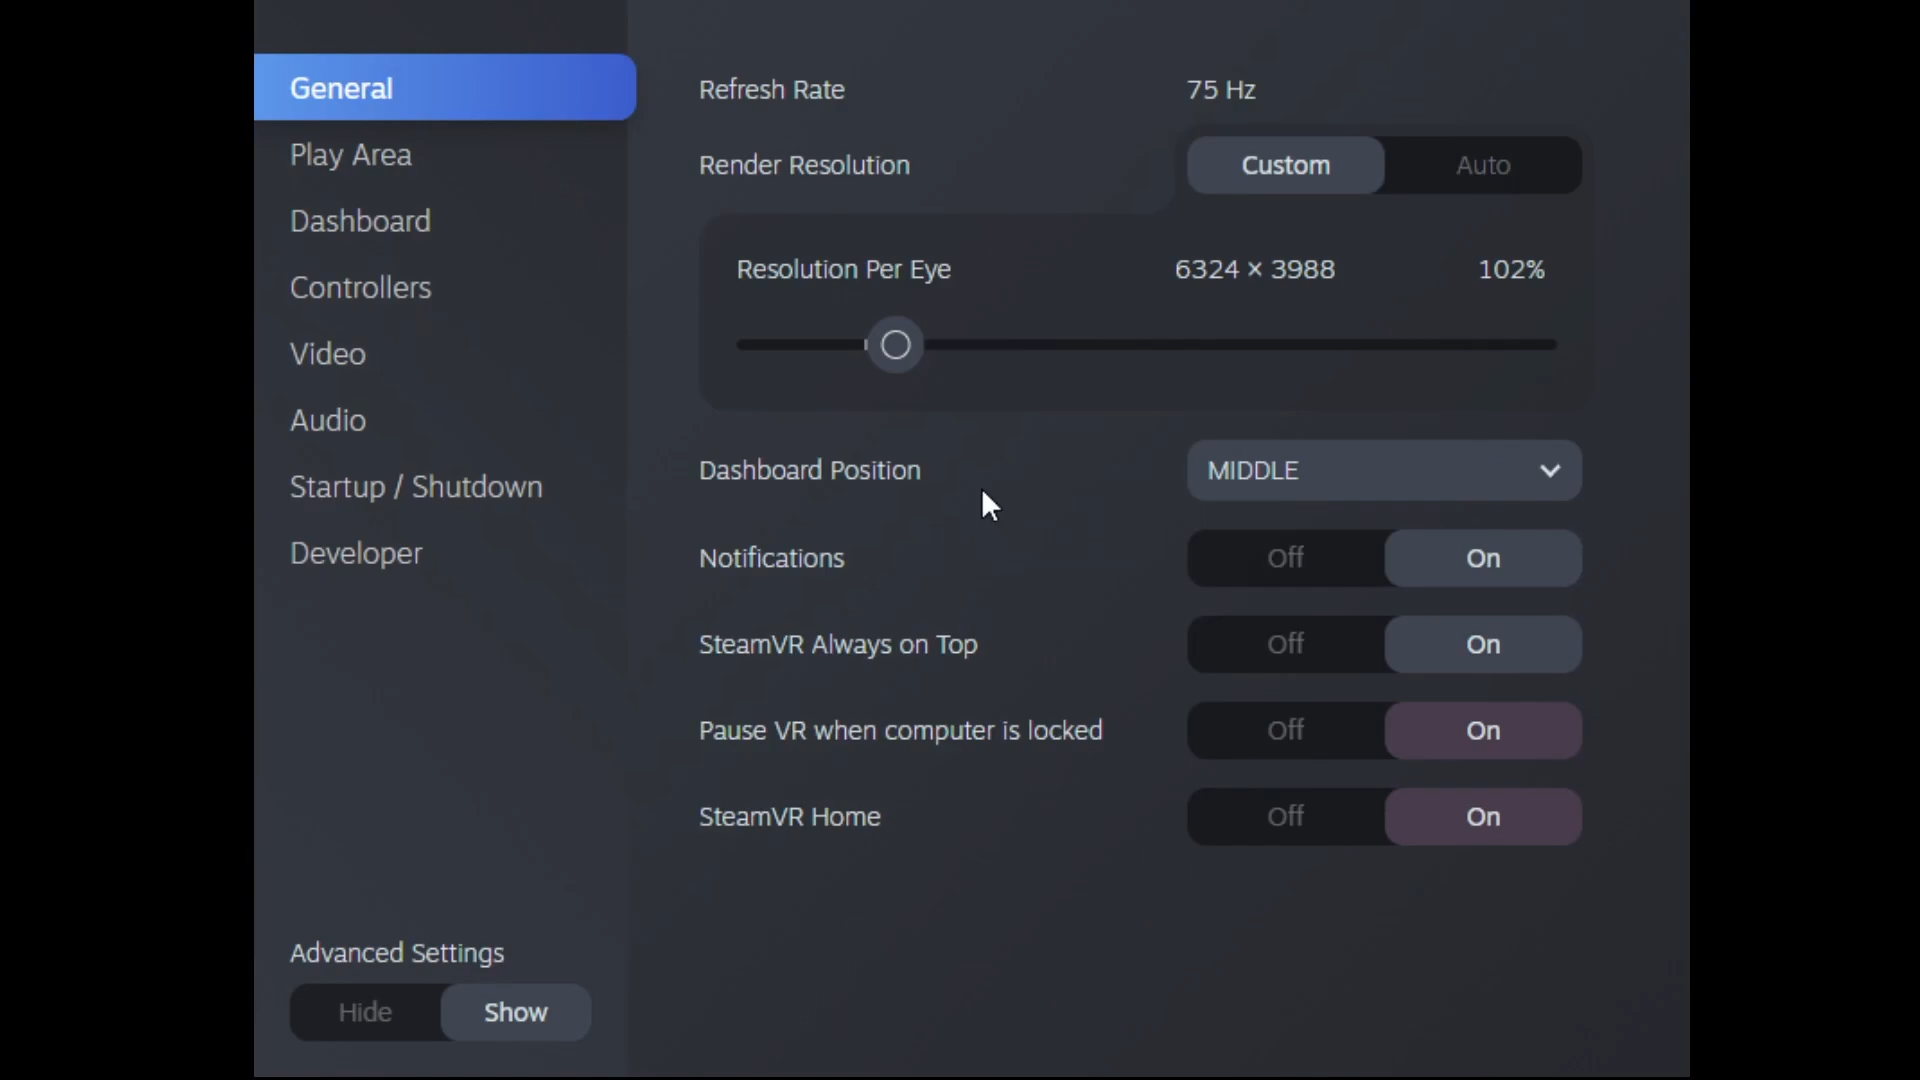 General
Play Area
Dashboard
Controllers
Video
Audio
Startup / Shutdown
Developer
Advanced Settings
Hide Show
Refresh Rate 75 Hz
Render Resolution Custom Auto
Resolution Per Eye 6324 × 3988 102%
Dashboard Position MIDDLE
Notifications Off On
SteamVR Always on Top Off On
Pause VR when computer is locked Off On
SteamVR Home Off On